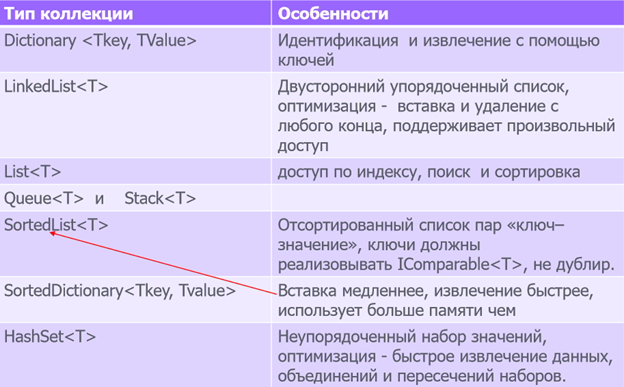 Тип коллекции
Особенности
Dictionary <Tkey, TValue>
Идентификация и извлечение с помощью
ключей
LinkedList<T>
Двусторонний упорядоченный список,
оптимизация - вставка и удаление с
любого конца, поддерживает произвольный
доступ
List<T>
доступ по индексу, поиск и сортировка
Queue<T> и Stack<T>
SortedList<T>
Отсортированный список пар «ключ–
значение», ключи должны
реализовывать IComparable<T>, не дублир.
SortedDictionary<Tkey, Tvalue>
Вставка медленнее, извлечение быстрее,
использует больше памяти чем
HashSet<T>
Неупорядоченный набор значений,
оптимизация - быстрое извлечение данных,
объединений и пересечений наборов.